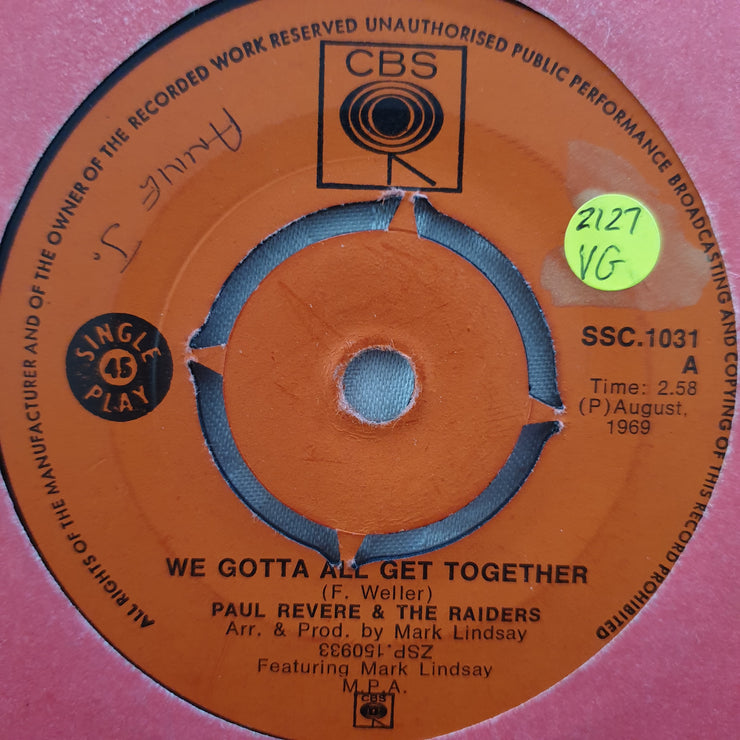 ALL RIGHTS OF THE MANUFACTURER AND OF THE OWNER OF THE RECORDED WORK RESERVED UNAUTHORISED PUBLIC PERFORMANCE BROADCASTING AND COPYING OF THIS RECORD PROHIBITED
CBS
ANNE J.
2127
VG
SINGLE
45
PLAY
SSC.1031
A
Time: 2.58
(P)August,
1969
WE GOTTA ALL GET TOGETHER
(F. Weller)
PAUL REVERE & THE RAIDERS
Arr. & Prod. by Mark Lindsay
ZSP.150933
Featuring Mark Lindsay
M.P.A.
CBS